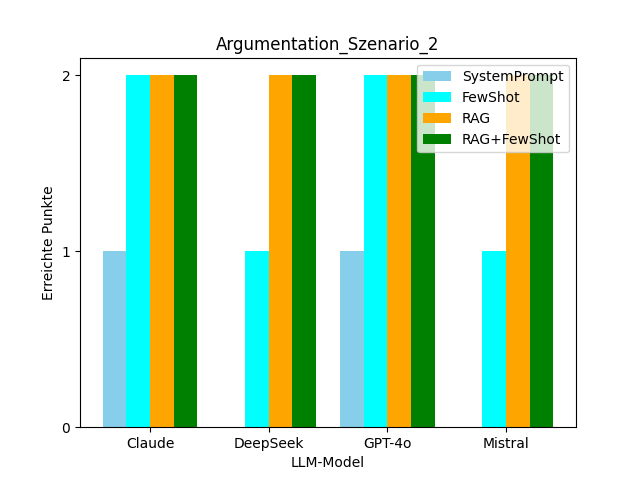 Argumentation_Szenario_2
SystemPrompt
FewShot
RAG
RAG+FewShot
Erreichte Punkte
2
1
0
Claude DeepSeek GPT-4o Mistral
LLM-Model